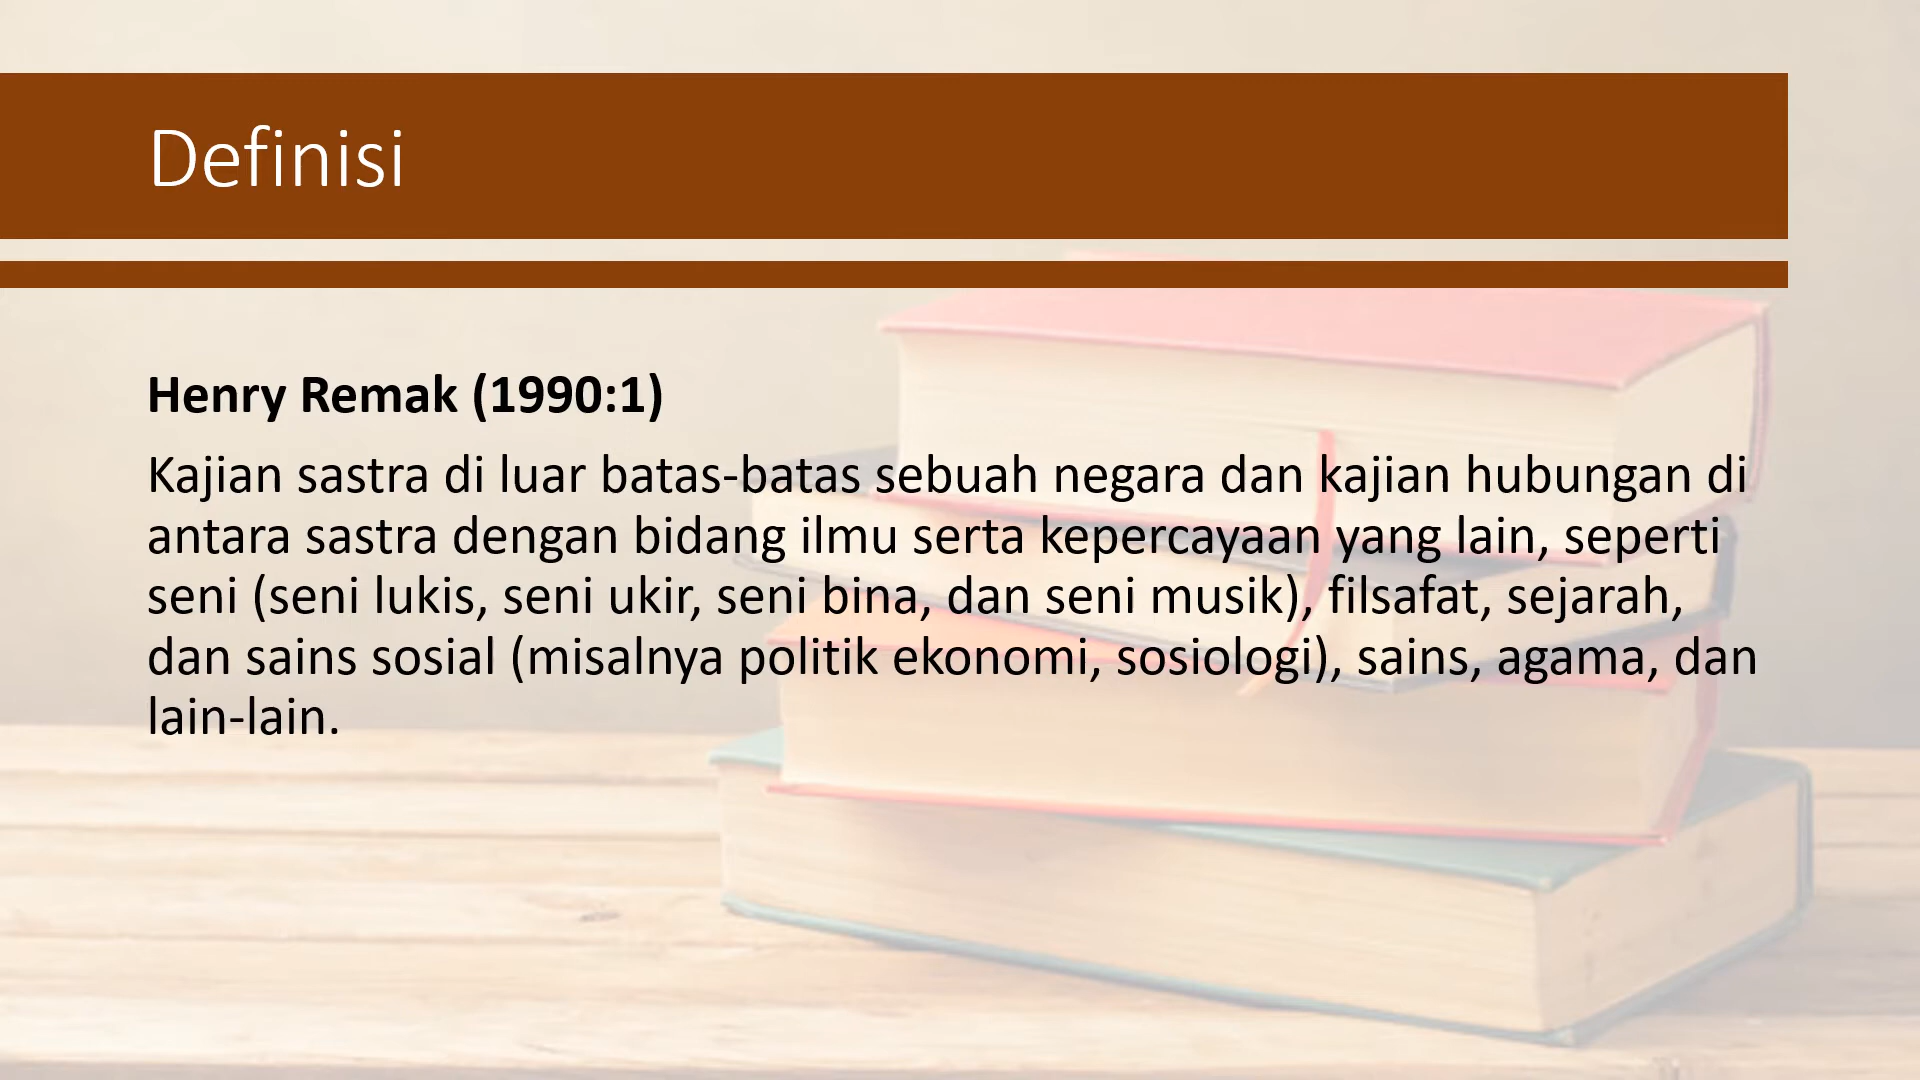 Definisi
Henry Remak (1990:1)
Kajian sastra di luar batas-batas sebuah negara dan kajian hubungan di
antara sastra dengan bidang ilmu serta kepercayaan yang lain, seperti
seni (seni lukis, seni ukir, seni bina, dan seni musik), filsafat, sejarah,
dan sains sosial (misalnya politik ekonomi, sosiologi), sains, agama, dan
lain-lain.